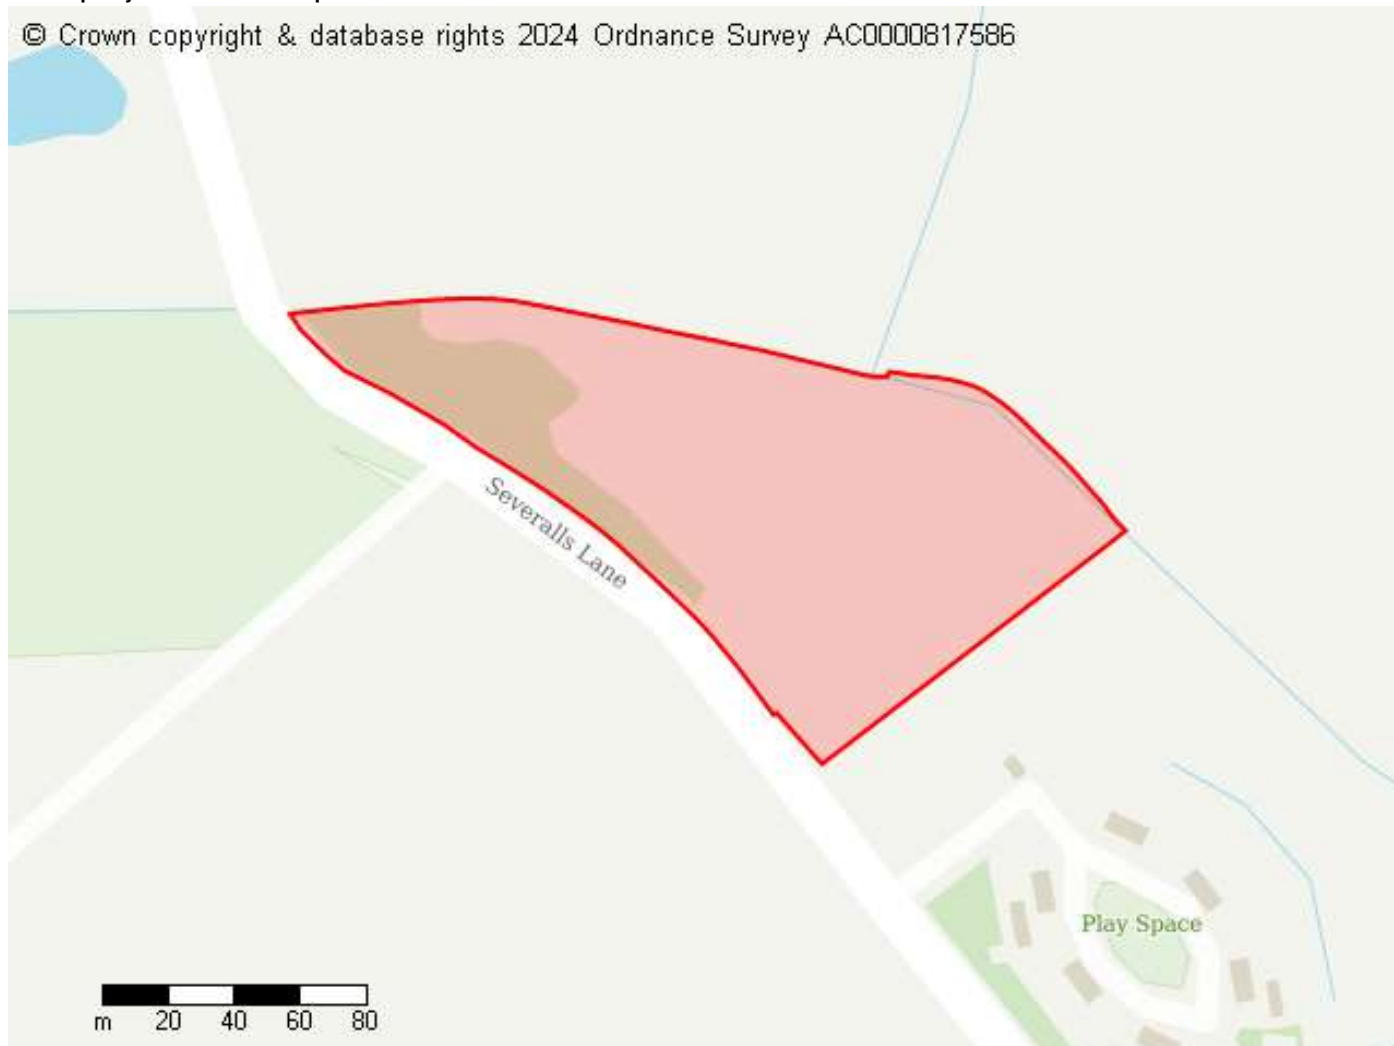 © Crown copyright & database rights 2024 Ordnance Survey AC0000817586
Severalls Lane
Play Space
m 20 40 60 80